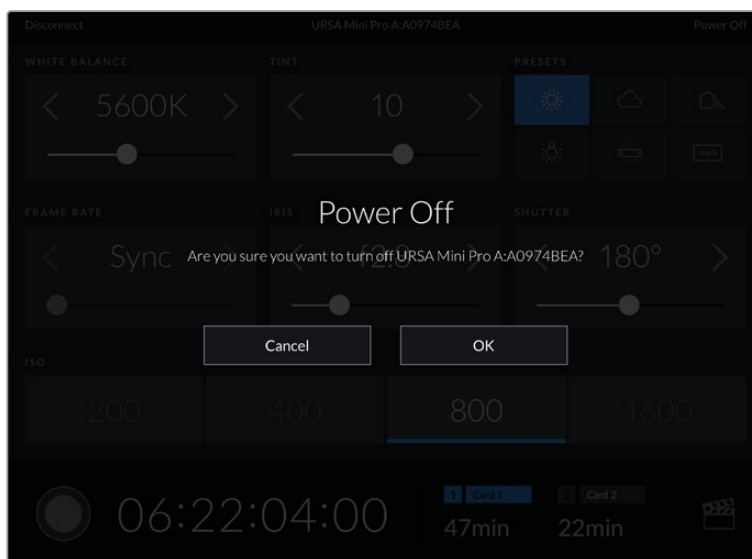 Disconnect URSA Mini Pro A:A0974BEA Power Off
WHITE BALANCE TINT PRESETS
5600K 10
AWB
FRAME RATE IRIS SHUTTER
Power Off
Sync f2.8 180°
Are you sure you want to turn off URSA Mini Pro A:A0974BEA?
Cancel OK
ISO
200 400 800 1600
1 Card 1 2 Card 2
06:22:04:00 47min 22min